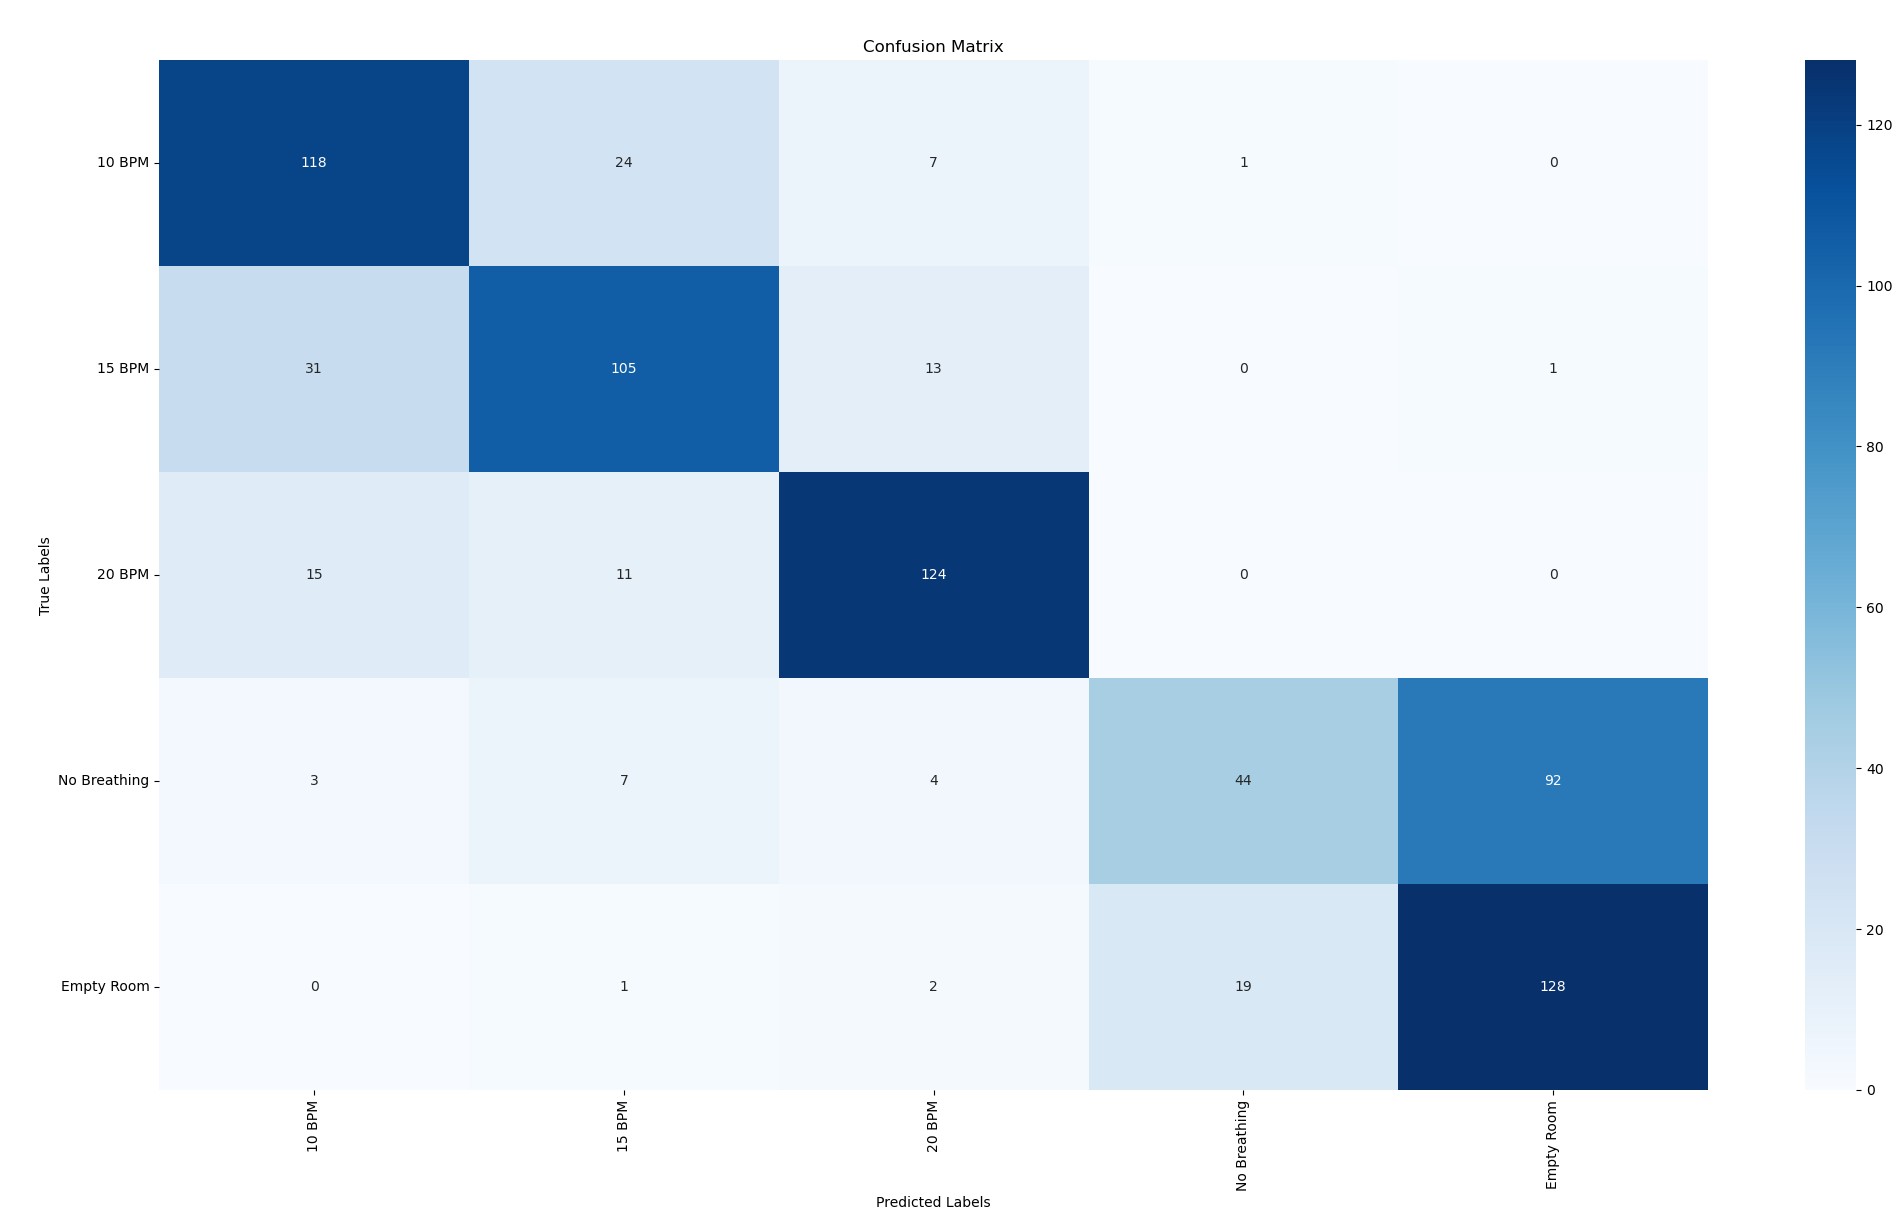 Confusion Matrix
10 BPM 118 24 7 1 0
15 BPM 31 105 13 0 1
20 BPM 15 11 124 0 0
No Breathing 3 7 4 44 92
Empty Room 0 1 2 19 128
True Labels
10 BPM
15 BPM
20 BPM
No Breathing
Empty Room
Predicted Labels
120
100
80
60
40
20
0